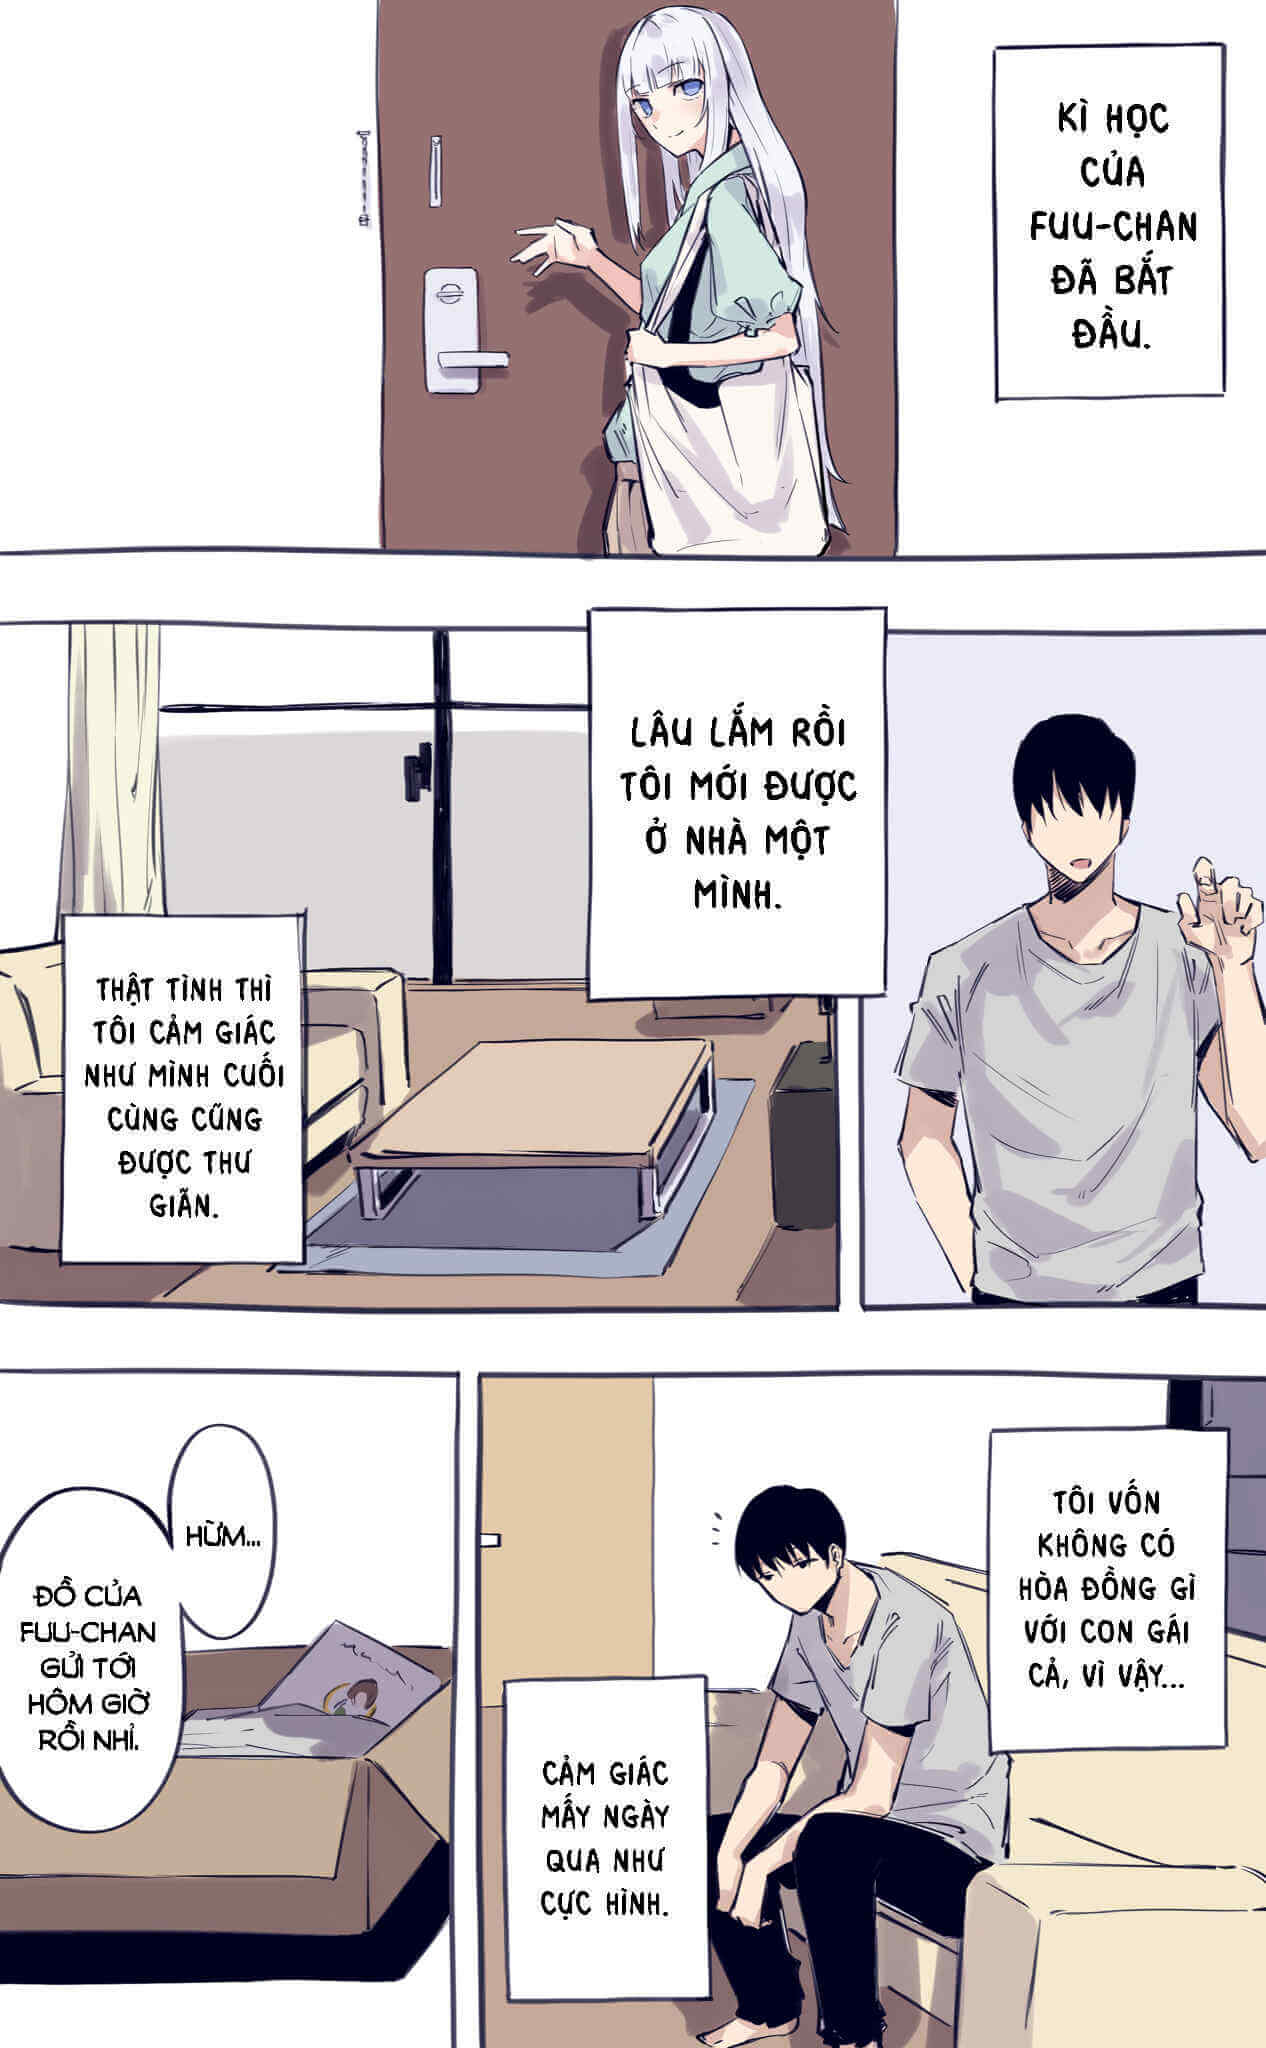 KÌ HỌC
CỦA
FUU-CHAN
ĐÃ BẮT
ĐẦU.
LÂU LẮM RỒI
TÔI MỚI ĐƯỢC
Ở NHÀ MỘT
MÌNH.
THẬT TÌNH THÌ
TÔI CẢM GIÁC
NHƯ MÌNH CUỐI
CÙNG CŨNG
ĐƯỢC THƯ
GIÃN.
TÔI VỐN
KHÔNG CÓ
HÒA ĐỒNG GÌ
VỚI CON GÁI
CẢ, VÌ VẬY...
CẢM GIÁC
MẤY NGÀY
QUA NHƯ
CỰC HÌNH.
HỪM...
ĐỒ CỦA
FUU-CHAN
GỬI TỚI
HÔM GIỜ
RỒI NHỈ.